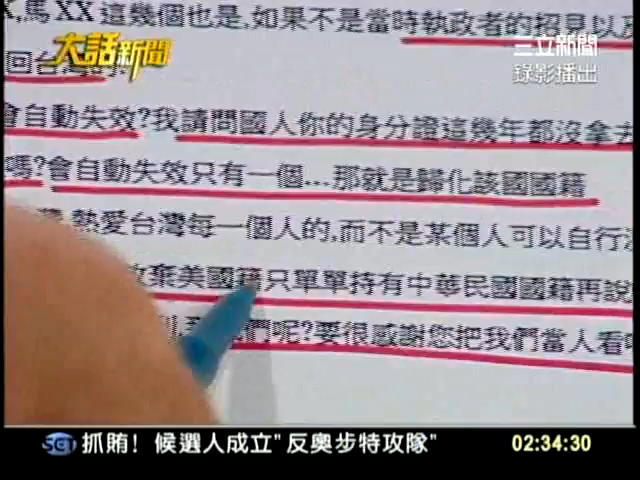 馬XX這幾個也是,如果不是當時執政者的招見以及
大話新聞
三立新聞
回台灣
錄影播出
會自動失效?我請問國人你的身分證這幾年都沒拿去
嗎?會自動失效只有一個...那就是歸化該國國籍
熱愛台灣每一個人的,而不是某個人可以自行
放棄美國籍只單單持有中華民國國籍再說
們呢?要很感謝您把我們當人看
SET 抓賄!候選人成立"反奧步特攻隊"
02:34:30